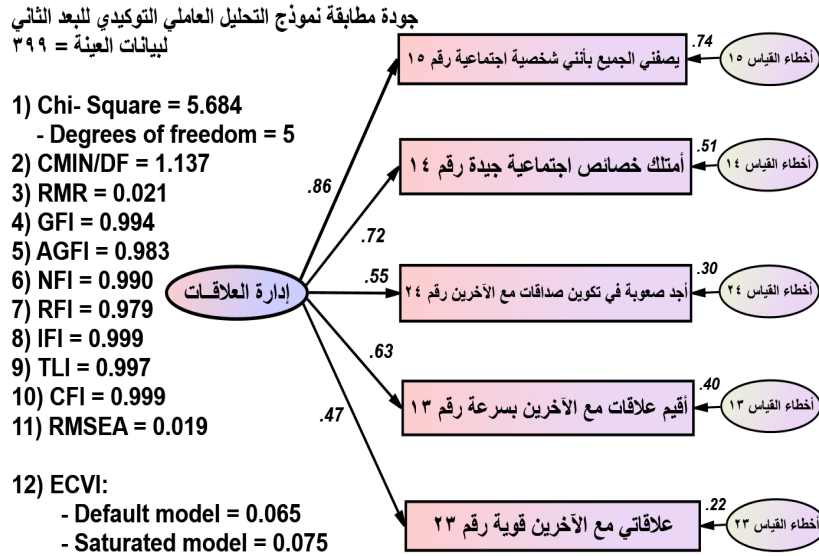 جودة مطابقة نموذج التحليل العاملي التوكيدي للبعد الثاني
لبيانات العينة = ٣٩٩
1) Chi- Square = 5.684
- Degrees of freedom = 5
2) CMIN/DF = 1.137
3) RMR = 0.021
4) GFI = 0.994
5) AGFI = 0.983
6) NFI = 0.990
7) RFI = 0.979
8) IFI = 0.999
9) TLI = 0.997
10) CFI = 0.999
11) RMSEA = 0.019
12) ECVI:
- Default model = 0.065
- Saturated model = 0.075
إدارة العلاقات
.86
.72
.55
.63
.47
يصفني الجميع بأنني شخصية اجتماعية رقم ١٥
.74
أخطاء القياس ١٥
أمتلك خصائص اجتماعية جيدة رقم ١٤
.51
أخطاء القياس ١٤
أجد صعوبة في تكوين صداقات مع الآخرين رقم ٢٤
.30
أخطاء القياس ٢٤
أقيم علاقات مع الآخرين بسرعة رقم ١٣
.40
أخطاء القياس ١٣
علاقاتي مع الآخرين قوية رقم ٢٣
.22
أخطاء القياس ٢٣